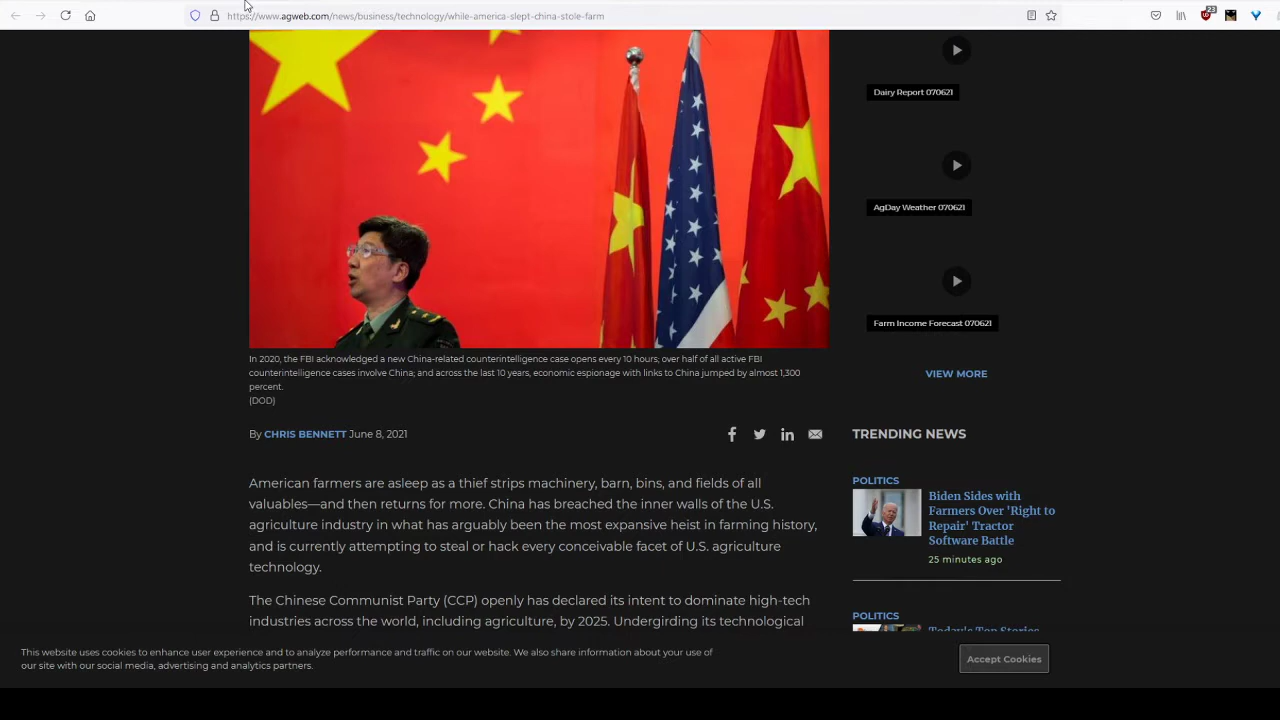 https://www.agweb.com/news/business/technology/while-america-slept-china-stole-farm
23
Dairy Report 070621
AgDay Weather 070621
Farm Income Forecast 070621
VIEW MORE
In 2020, the FBI acknowledged a new China-related counterintelligence case opens every 10 hours; over half of all active FBI
counterintelligence cases involve China; and across the last 10 years, economic espionage with links to China jumped by almost 1,300
percent.
(DOD)
By CHRIS BENNETT June 8, 2021
American farmers are asleep as a thief strips machinery, barn, bins, and fields of all
valuables—and then returns for more. China has breached the inner walls of the U.S.
agriculture industry in what has arguably been the most expensive heist in farming history,
and is currently attempting to steal or hack every conceivable facet of U.S. agriculture
technology.
The Chinese Communist Party (CCP) openly has declared its intent to dominate high-tech
industries across the world, including agriculture, by 2025. Undergirding its technological
TRENDING NEWS
POLITICS
Biden Sides with
Farmers Over 'Right to
Repair' Tractor
Software Battle
25 minutes ago
POLITICS
Today's Top Stories
This website uses cookies to enhance user experience and to analyze performance and traffic on our website. We also share information about your use of
our site with our social media, advertising and analytics partners.
Accept Cookies